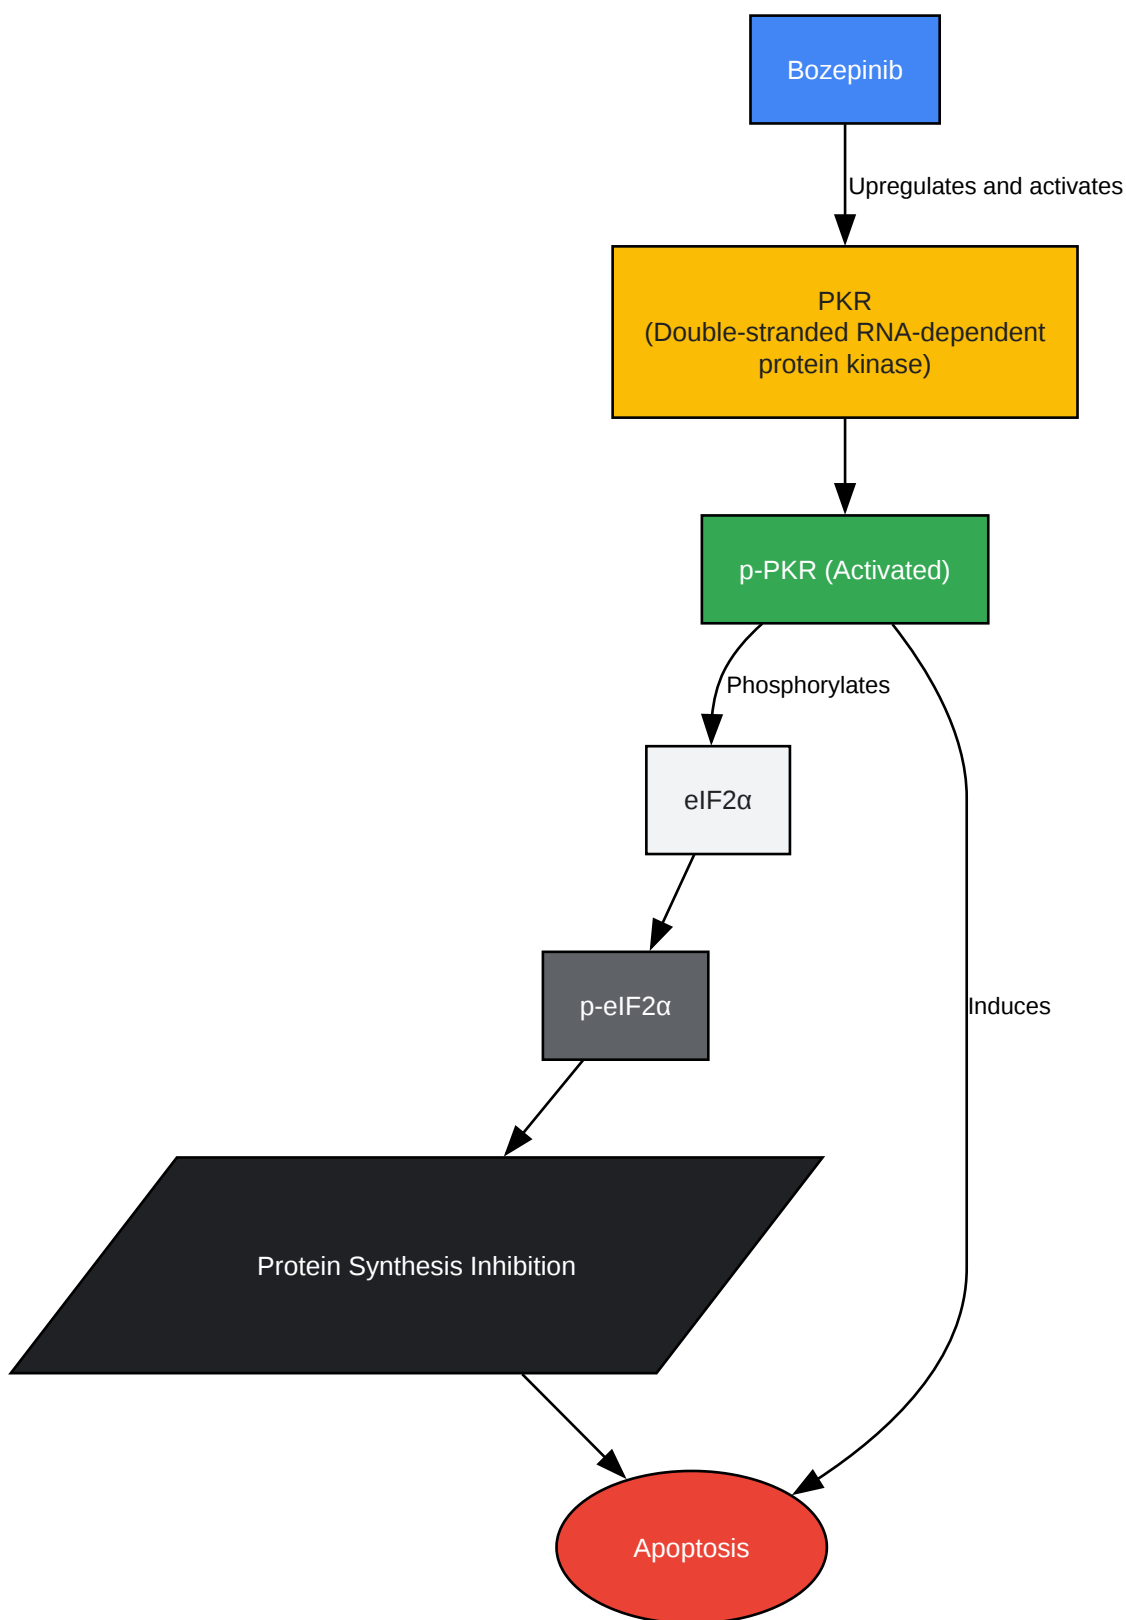 Bozepinib
Upregulates and activates
PKR
(Double-stranded RNA-dependent
protein kinase)
p-PKR (Activated)
Phosphorylates
eIF2α
p-eIF2α
Induces
Protein Synthesis Inhibition
Apoptosis